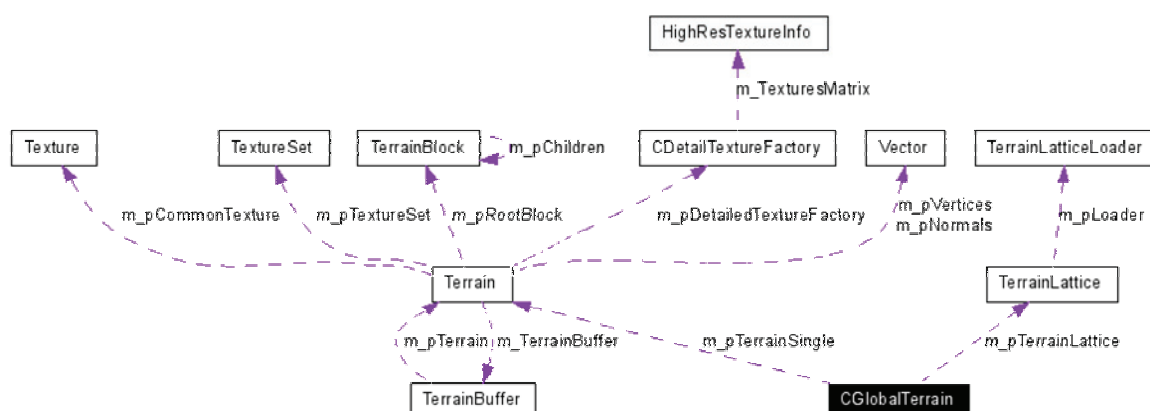 HighResTextureInfo
m_TexturesMatrix
Texture
TextureSet
TerrainBlock
m_pChildren
CDetailTextureFactory
Vector
TerrainLatticeLoader
m_pCommonTexture
m_pTextureSet
m_pRootBlock
m_pDetailedTextureFactory
m_pVertices
m_pNormals
m_pLoader
Terrain
TerrainLattice
m_pTerrain
m_TerrainBuffer
m_pTerrainSingle
m_pTerrainLattice
TerrainBuffer
CGlobalTerrain